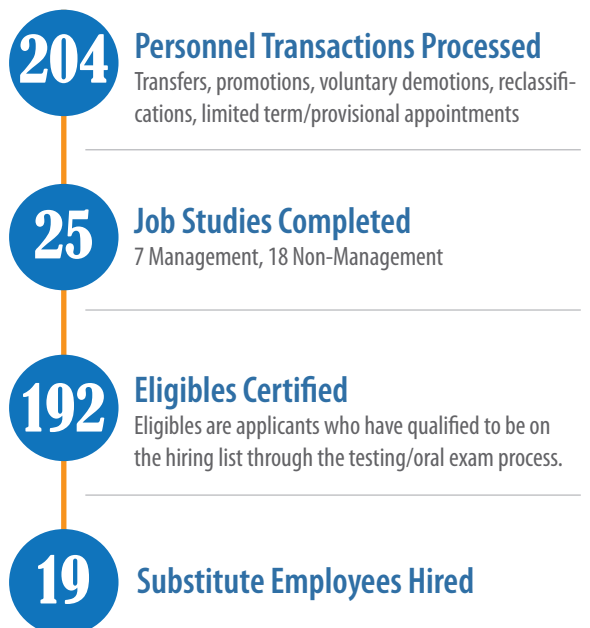 204
Personnel Transactions Processed
Transfers, promotions, voluntary demotions, reclassifi-
cations, limited term/provisional appointments
25
Job Studies Completed
7 Management, 18 Non-Management
192
Eligibles Certified
Eligibles are applicants who have qualified to be on
the hiring list through the testing/oral exam process.
19
Substitute Employees Hired